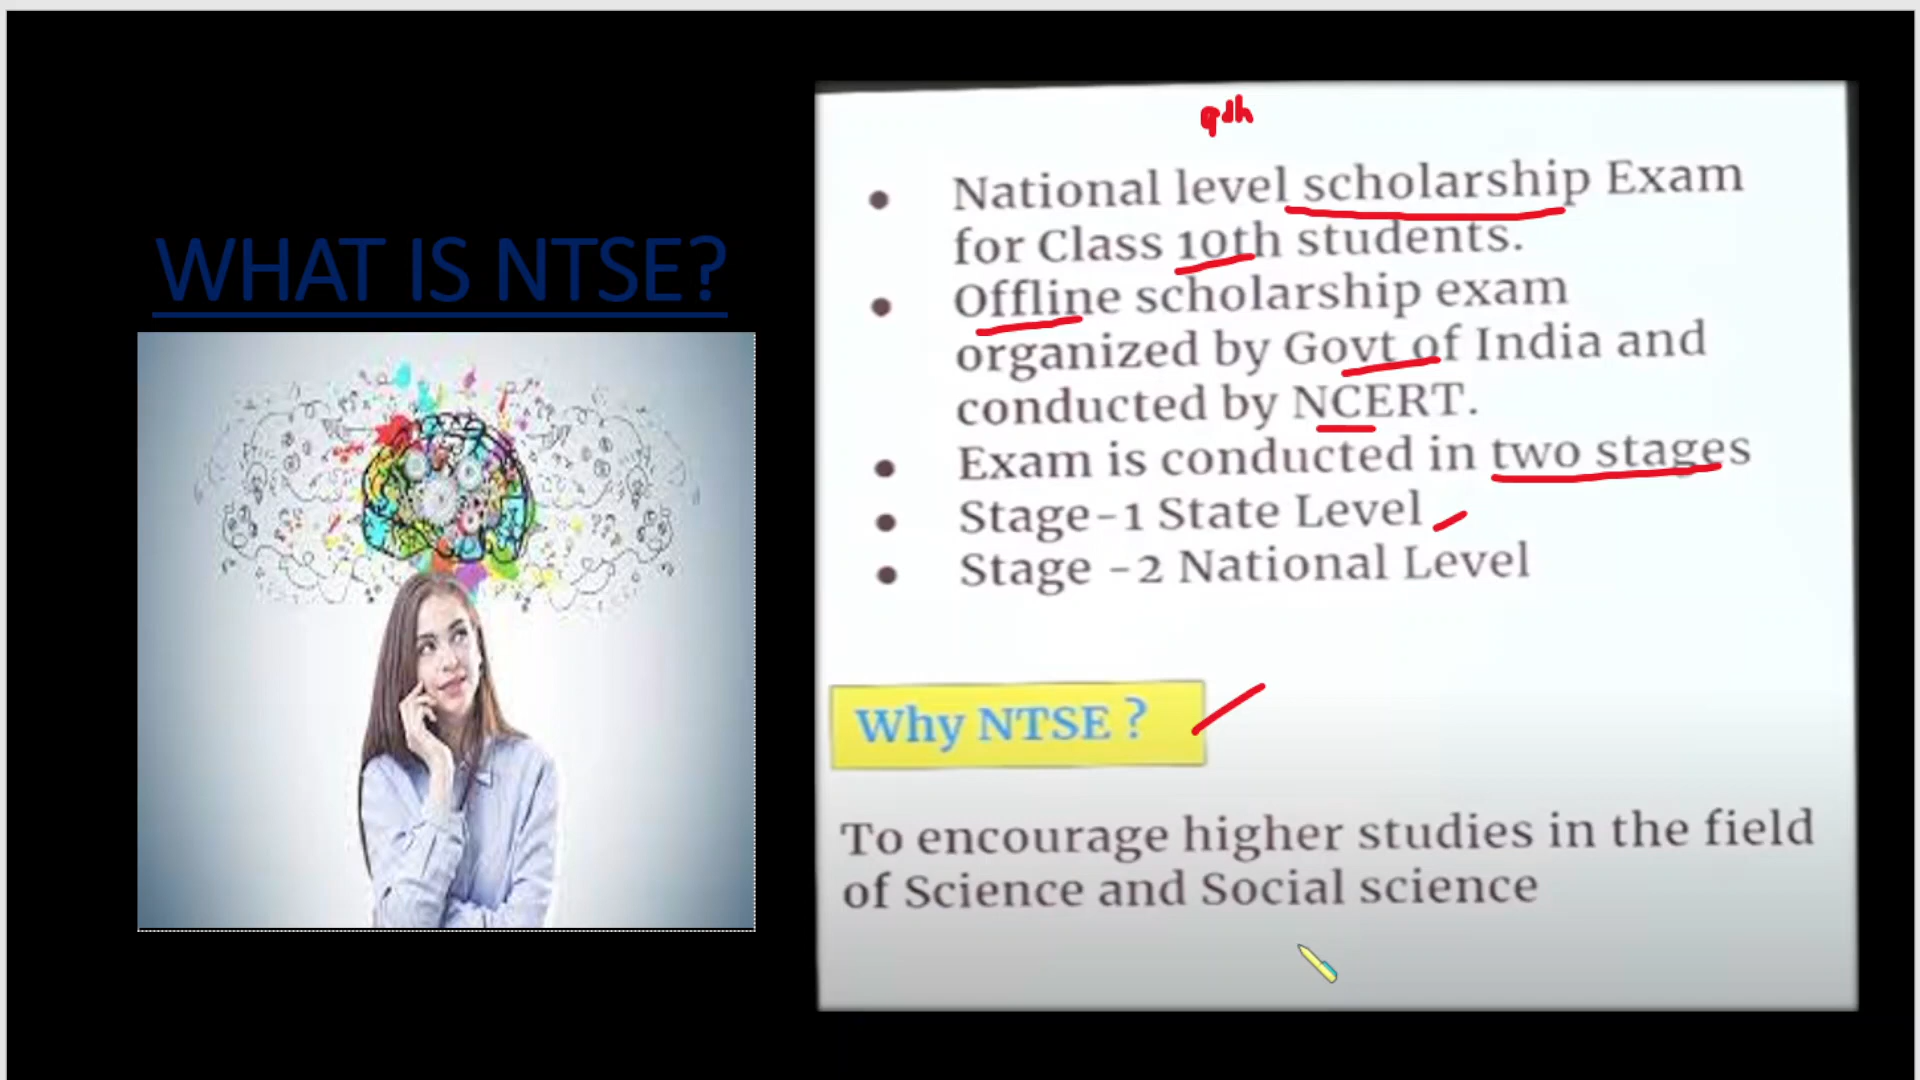 WHAT IS NTSE?
National level scholarship Exam
for Class 10th students.
Offline scholarship exam
organized by Govt of India and
conducted by NCERT.
Exam is conducted in two stages
Stage-1 State Level
Stage -2 National Level
Why NTSE ?
To encourage higher studies in the field
of Science and Social science